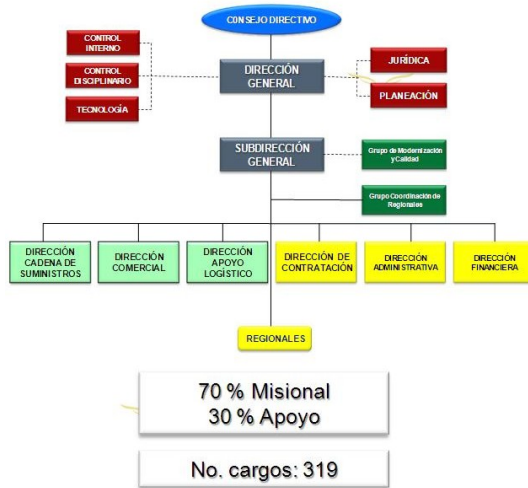 CONSEJO DIRECTIVO
CONTROL
INTERNO
CONTROL
DISCIPLINARIO
TECNOLOGÍA
DIRECCIÓN
GENERAL
JURÍDICA
PLANEACIÓN
SUBDIRECCIÓN
GENERAL
Grupo de Modernización
y Calidad
Grupo Coordinación de
Regionales
DIRECCIÓN
CADENA DE
SUMINISTROS
DIRECCIÓN
COMERCIAL
DIRECCIÓN
APOYO
LOGÍSTICO
DIRECCIÓN DE
CONTRATACIÓN
DIRECCIÓN
ADMINISTRATIVA
DIRECCIÓN
FINANCIERA
REGIONALES
70 % Misional
30 % Apoyo
No. cargos: 319